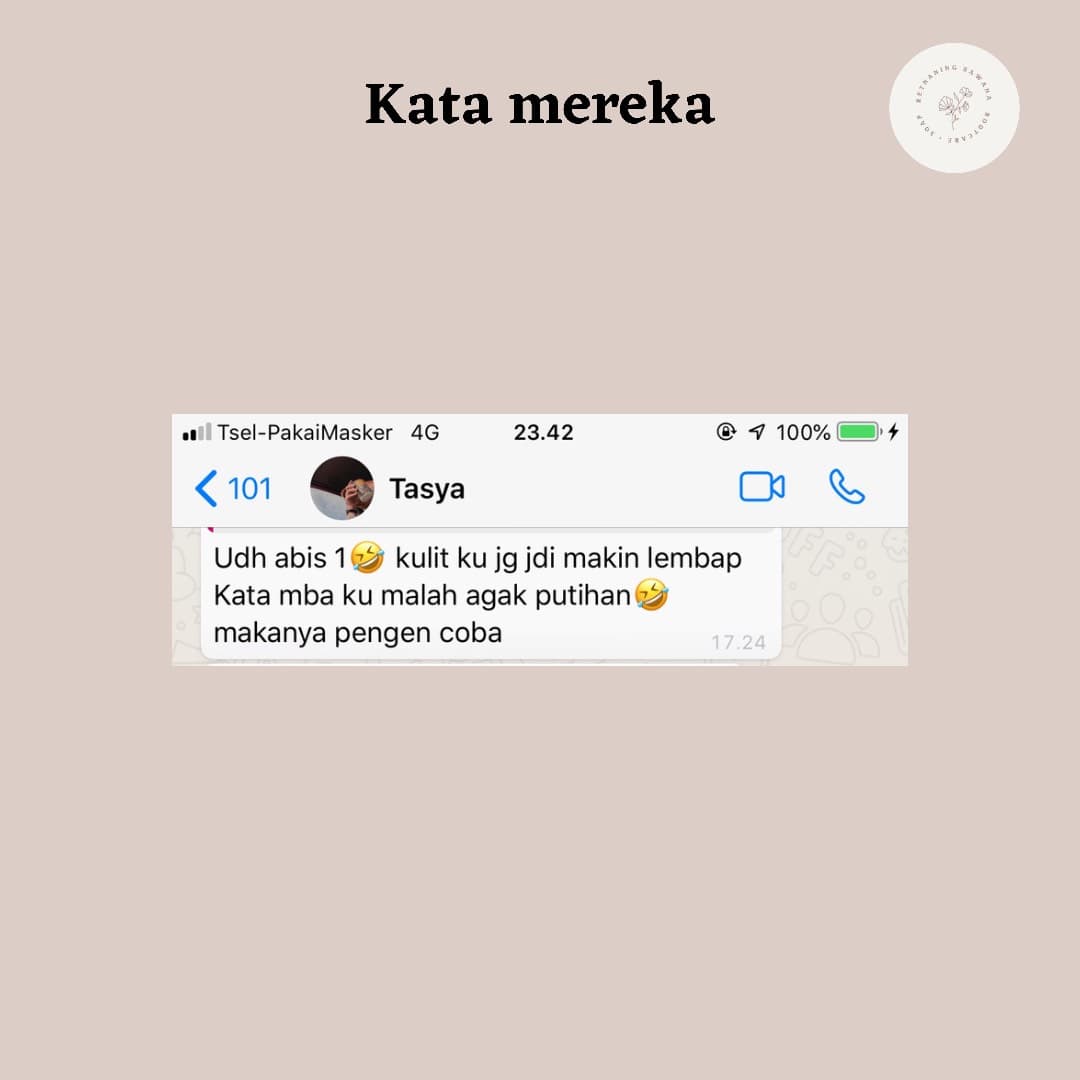 Kata mereka
RETNANING BAWANA BODYCARE • SOAP
Tsel-PakaiMasker 4G 23.42 100%
101 Tasya
Udh abis 1🤣 kulit ku jg jdi makin lembap
Kata mba ku malah agak putihan🤣
makanya pengen coba
17.24